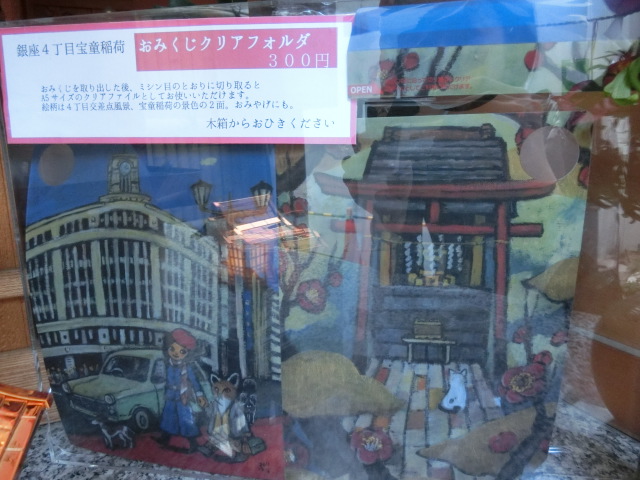 銀座４丁目宝童稲荷
おみくじクリアフォルダ
３００円
おみくじを取り出した後、ミシン目のとおりに切り取ると
A5サイズのクリアファイルとしてお使いいただけます。
絵柄は４丁目交差点風景、宝童稲荷の景色の２面。おみやげにも。
木箱からおひきください
OPEN